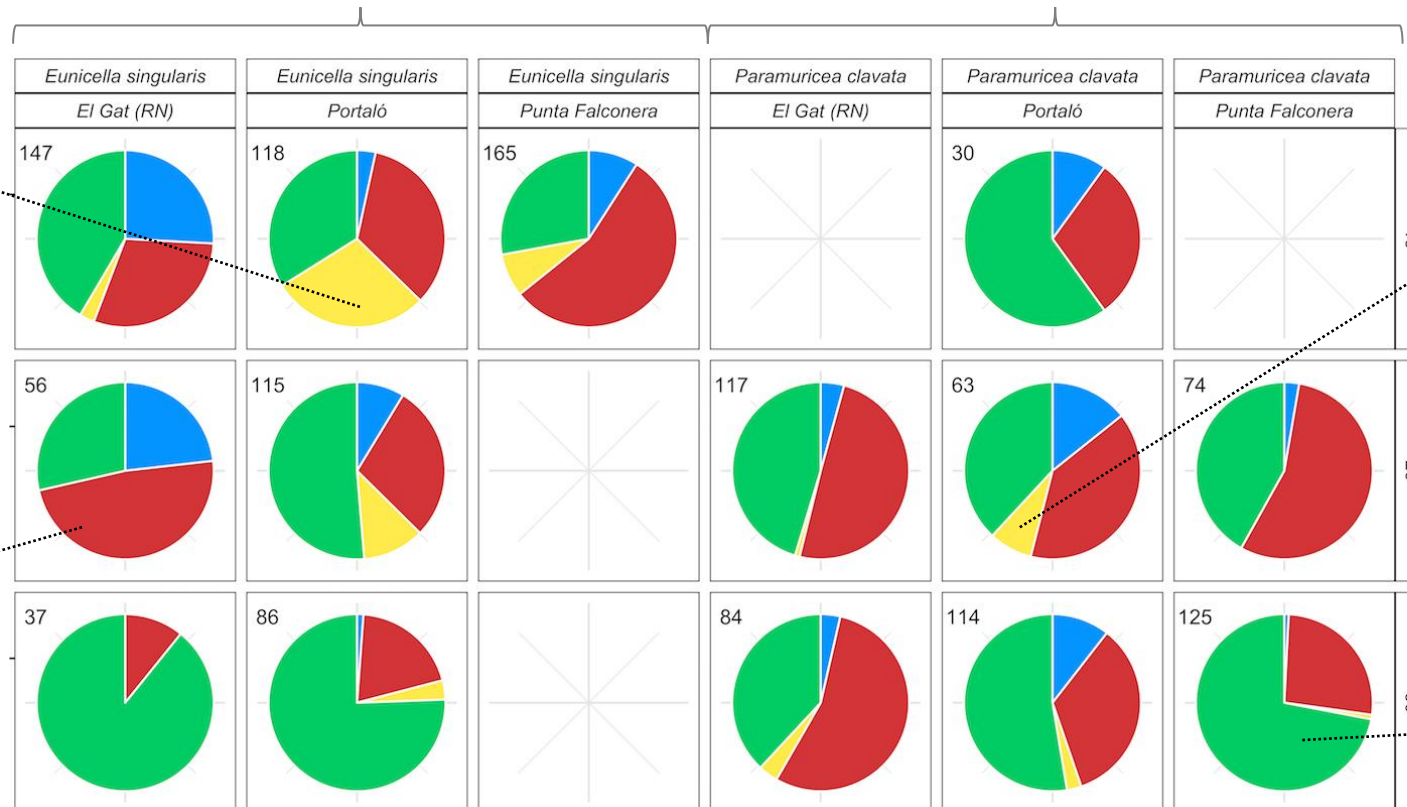 Eunicella singularis Eunicella singularis Eunicella singularis Paramuricea clavata Paramuricea clavata Paramuricea clavata
El Gat (RN) Portaló Punta Falconera El Gat (RN) Portaló Punta Falconera
147 118 165 30
56 115 117 63 74
37 86 84 114 125